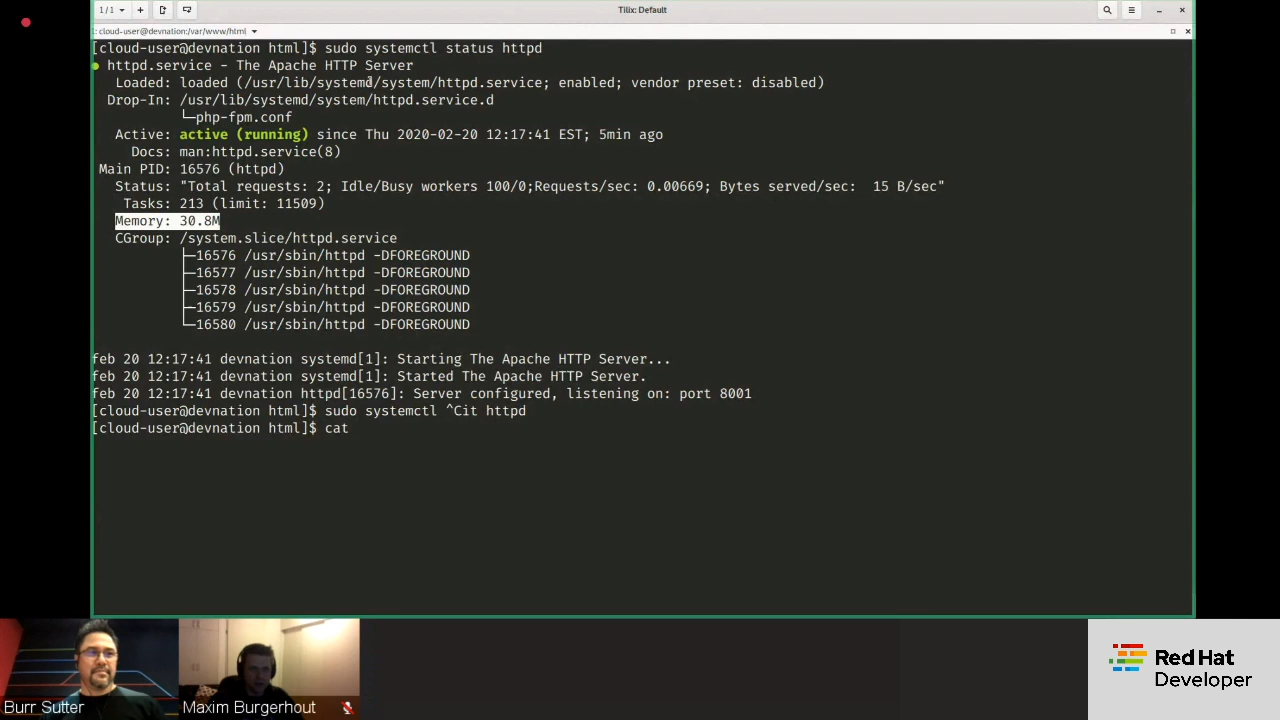 1/1
Tilix: Default
: cloud-user@devnation:/var/www/html
[cloud-user@devnation html]$ sudo systemctl status httpd
● httpd.service - The Apache HTTP Server
Loaded: loaded (/usr/lib/systemd/system/httpd.service; enabled; vendor preset: disabled)
Drop-In: /usr/lib/systemd/system/httpd.service.d
└─php-fpm.conf
Active: active (running) since Thu 2020-02-20 12:17:41 EST; 5min ago
Docs: man:httpd.service(8)
Main PID: 16576 (httpd)
Status: "Total requests: 2; Idle/Busy workers 100/0;Requests/sec: 0.00669; Bytes served/sec:  15 B/sec"
Tasks: 213 (limit: 11509)
Memory: 30.8M
CGroup: /system.slice/httpd.service
├─16576 /usr/sbin/httpd -DFOREGROUND
├─16577 /usr/sbin/httpd -DFOREGROUND
├─16578 /usr/sbin/httpd -DFOREGROUND
├─16579 /usr/sbin/httpd -DFOREGROUND
└─16580 /usr/sbin/httpd -DFOREGROUND
feb 20 12:17:41 devnation systemd[1]: Starting The Apache HTTP Server...
feb 20 12:17:41 devnation systemd[1]: Started The Apache HTTP Server.
feb 20 12:17:41 devnation httpd[16576]: Server configured, listening on: port 8001
[cloud-user@devnation html]$ sudo systemctl ^Cit httpd
[cloud-user@devnation html]$ cat
Burr Sutter
Maxim Burgerhout
Red Hat
Developer